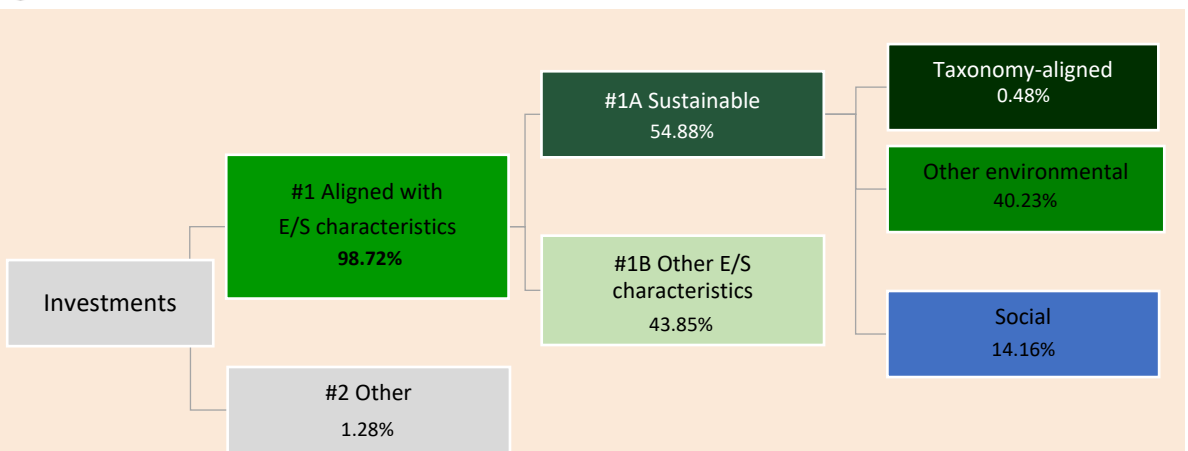 Investments
#1 Aligned with
E/S characteristics
98.72%
#2 Other
1.28%
#1A Sustainable
54.88%
#1B Other E/S
characteristics
43.85%
Taxonomy-aligned
0.48%
Other environmental
40.23%
Social
14.16%